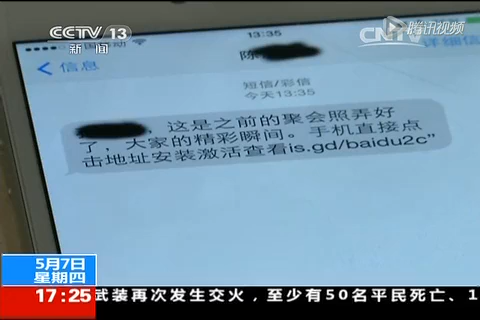 CCTV 13
新闻
13:35
腾讯视频
CNTV
信息
陈
详细信
短信/彩信
今天13:35
，这是之前的聚会照弄好
了，大家的精彩瞬间。手机直接点
击地址安装激活查看is.gd/baidu2c”
5月7日
星期四
17:25
武装再次发生交火，至少有50名平民死亡、1